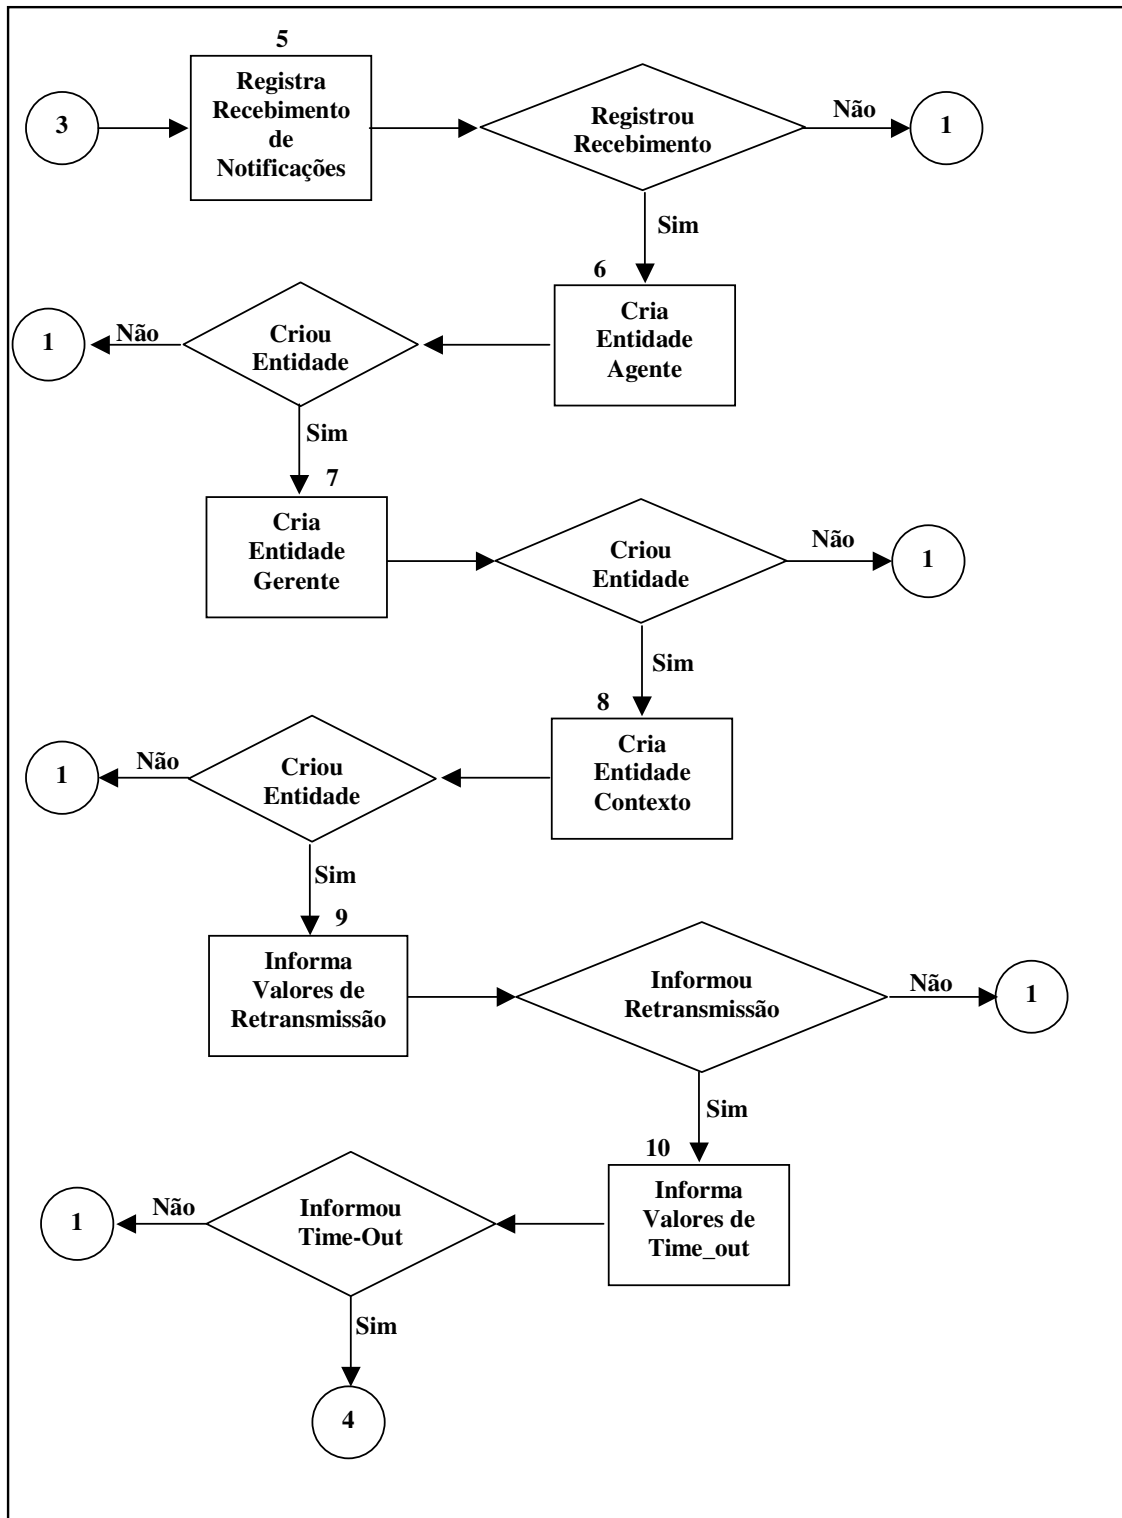 5
3
Registra
Recebimento
de
Notificações
Registrou
Recebimento
Não
1
Sim
6
Cria
Entidade
Agente
Criou
Entidade
Não
1
Sim
7
Cria
Entidade
Gerente
Criou
Entidade
Não
1
Sim
8
Cria
Entidade
Contexto
Criou
Entidade
Não
1
Sim
9
Informa
Valores de
Retransmissão
Informou
Retransmissão
Não
1
Sim
10
Informa
Valores de
Time_out
Informou
Time-Out
Não
1
Sim
4